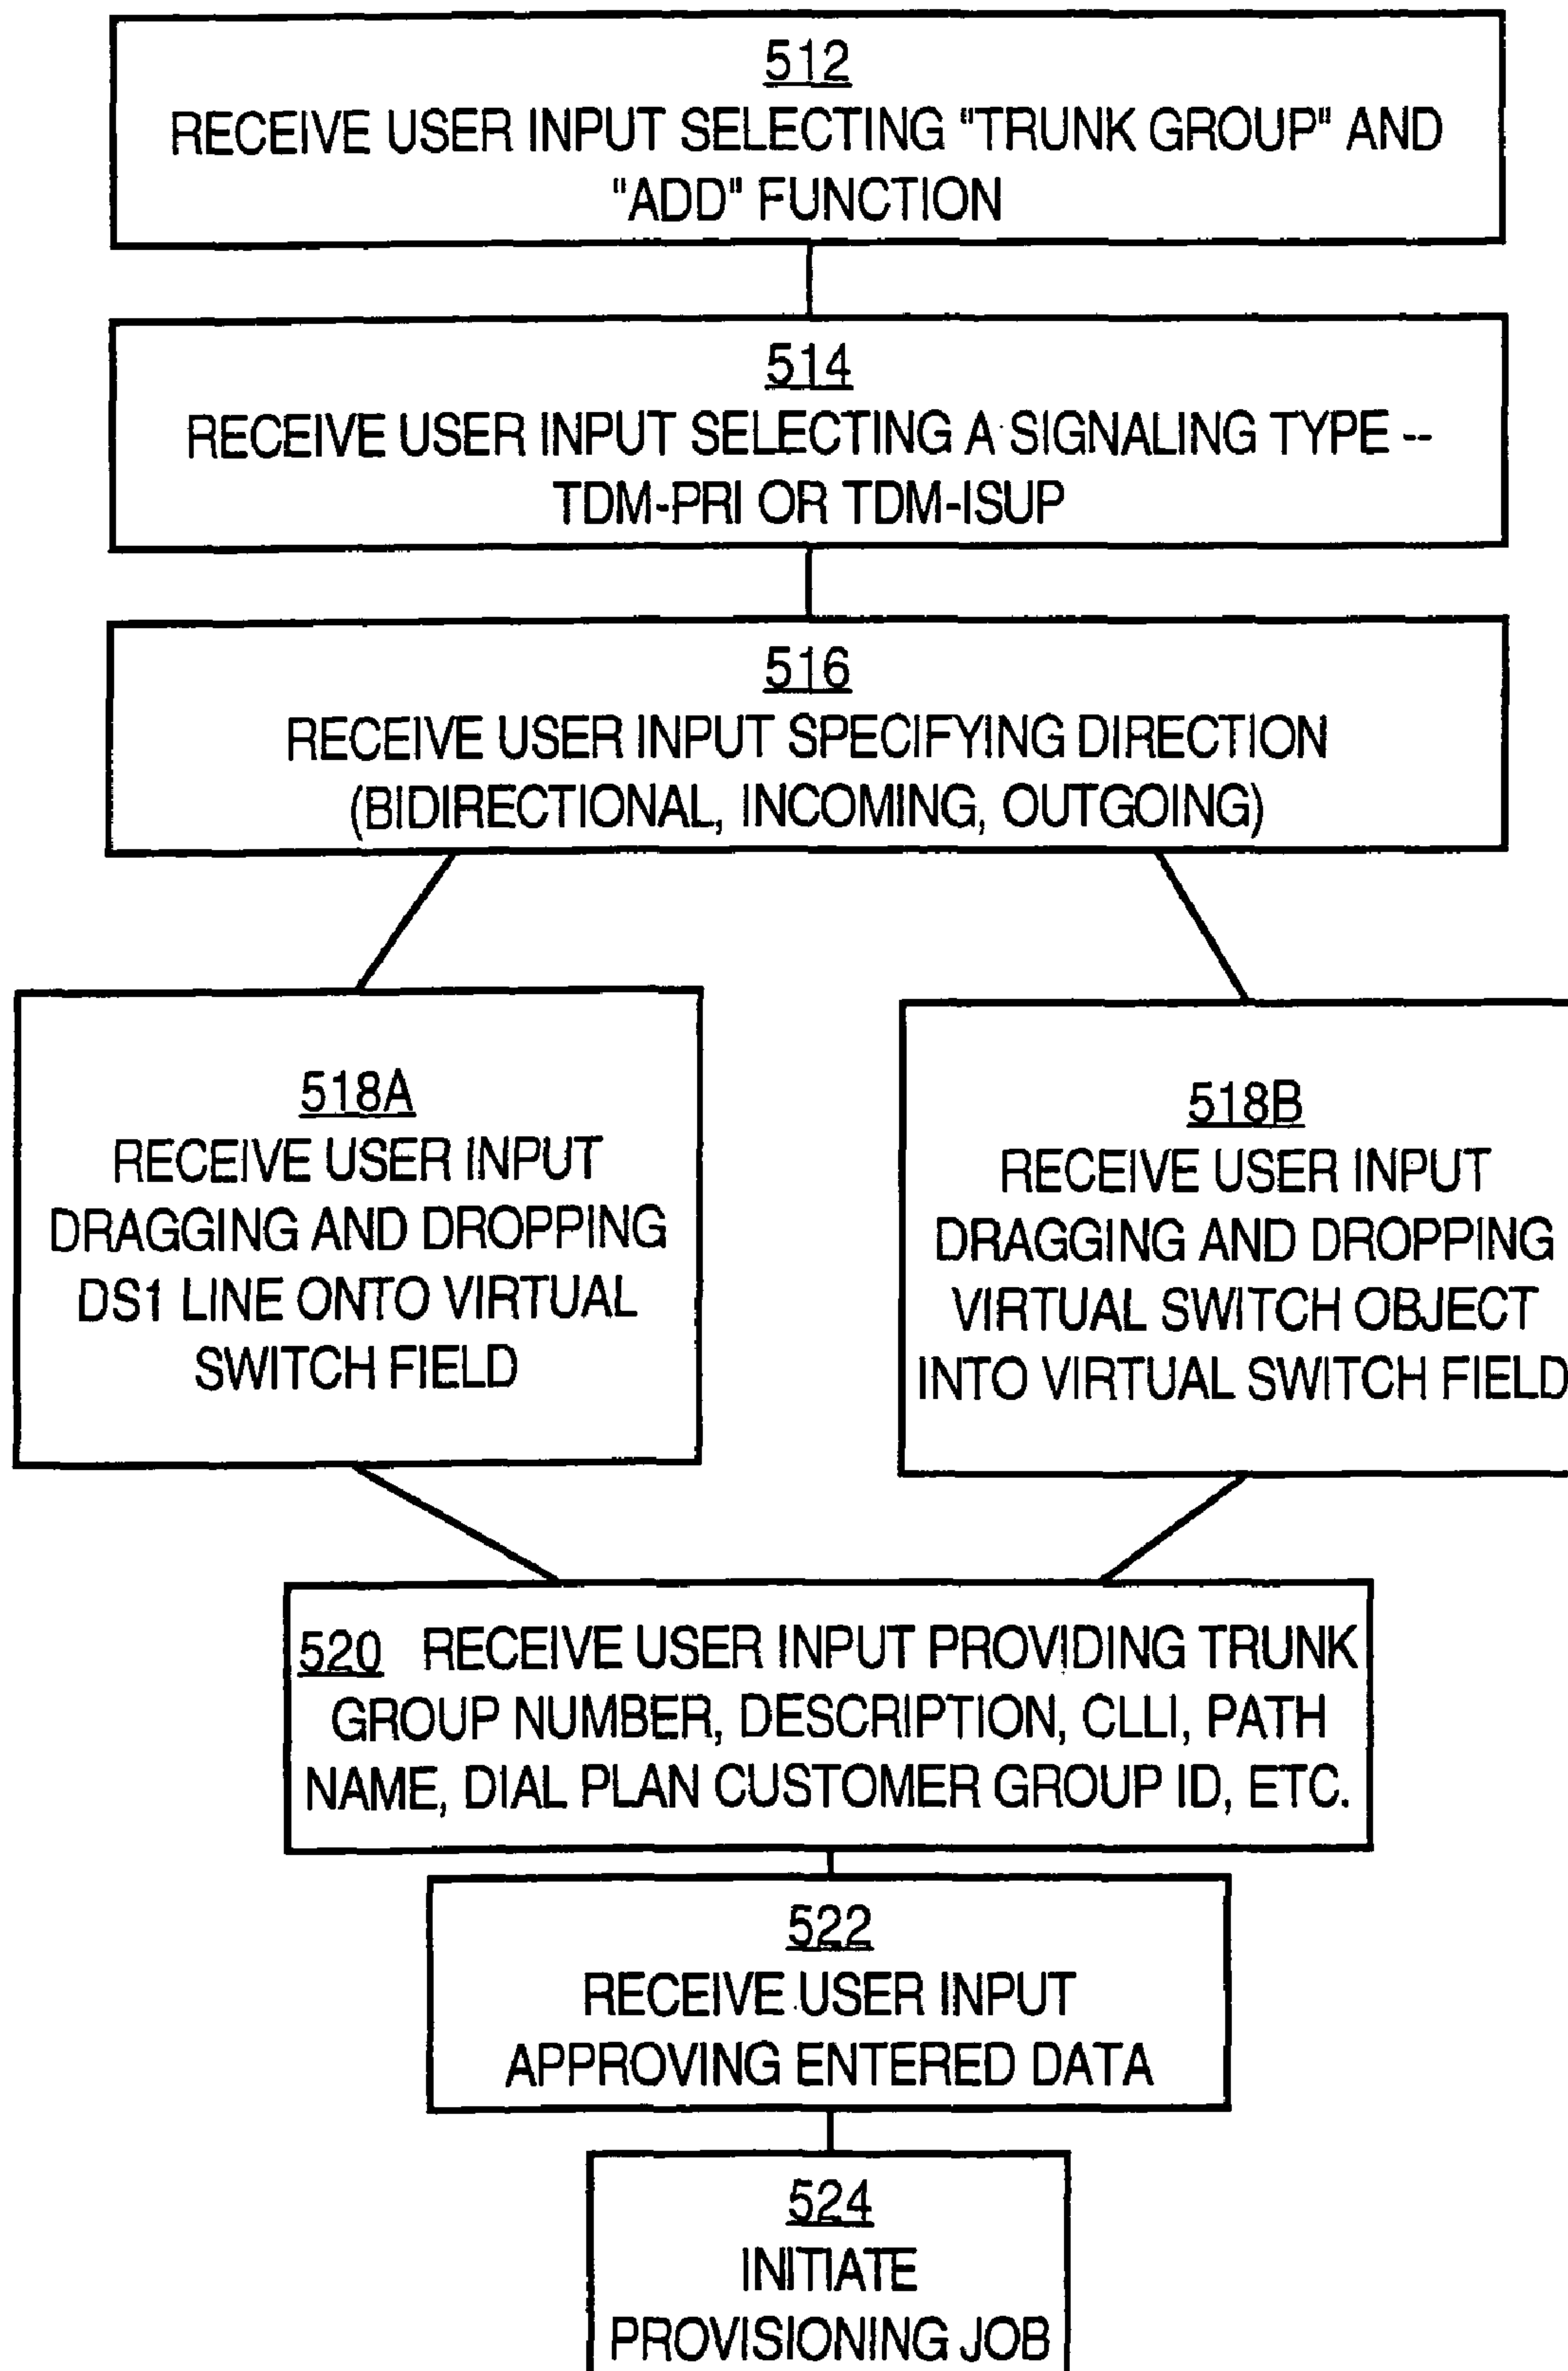 512
RECEIVE USER INPUT SELECTING "TRUNK GROUP" AND
"ADD" FUNCTION
514
RECEIVE USER INPUT SELECTING A SIGNALING TYPE --
TDM-PRI OR TDM-ISUP
516
RECEIVE USER INPUT SPECIFYING DIRECTION
(BIDIRECTIONAL, INCOMING, OUTGOING)
518A
RECEIVE USER INPUT
DRAGGING AND DROPPING
DS1 LINE ONTO VIRTUAL
SWITCH FIELD
518B
RECEIVE USER INPUT
DRAGGING AND DROPPING
VIRTUAL SWITCH OBJECT
INTO VIRTUAL SWITCH FIELD
520 RECEIVE USER INPUT PROVIDING TRUNK
GROUP NUMBER, DESCRIPTION, CLLI, PATH
NAME, DIAL PLAN CUSTOMER GROUP ID, ETC.
522
RECEIVE USER INPUT
APPROVING ENTERED DATA
524
INITIATE
PROVISIONING JOB